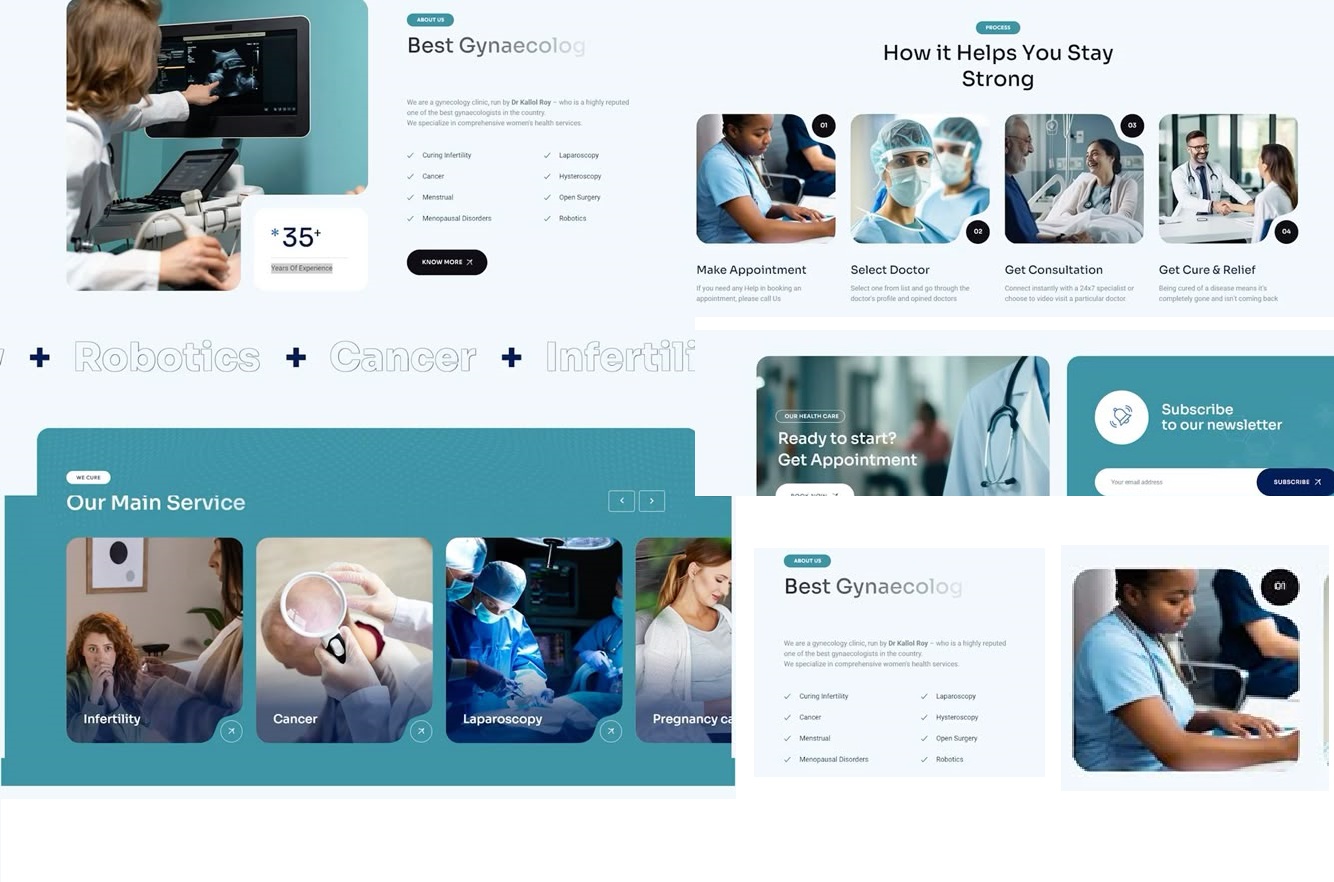 ABOUT US
Best Gynaecolog
We are a gynecology clinic, run by Dr Kallol Roy – who is a highly reputed
one of the best gynaecologists in the country.
We specialize in comprehensive women's health services.
Curing Infertility
Laparoscopy
Cancer
Hysteroscopy
Menstrual
Open Surgery
Menopausal Disorders
Robotics
KNOW MORE
*35+
Years Of Experience
PROCESS
How it Helps You Stay
Strong
01
02
03
04
Make Appointment
If you need any Help in booking an
appointment, please call Us
Select Doctor
Select one from list and go through the
doctor's profile and opined doctors
Get Consultation
Connect instantly with a 24x7 specialist or
choose to video visit a particular doctor
Get Cure & Relief
Being cured of a disease means it's
completely gone and isn't coming back
+ Robotics + Cancer + Infertili
OUR HEALTH CARE
Ready to start?
Get Appointment
BOOK NOW
Subscribe
to our newsletter
Your email address
SUBSCRIBE
WE CURE
Our Main Service
Infertility
Cancer
Laparoscopy
Pregnancy ca
ABOUT US
Best Gynaecolog
We are a gynecology clinic, run by Dr Kallol Roy – who is a highly reputed
one of the best gynaecologists in the country.
We specialize in comprehensive women's health services.
Curing Infertility
Laparoscopy
Cancer
Hysteroscopy
Menstrual
Open Surgery
Menopausal Disorders
Robotics